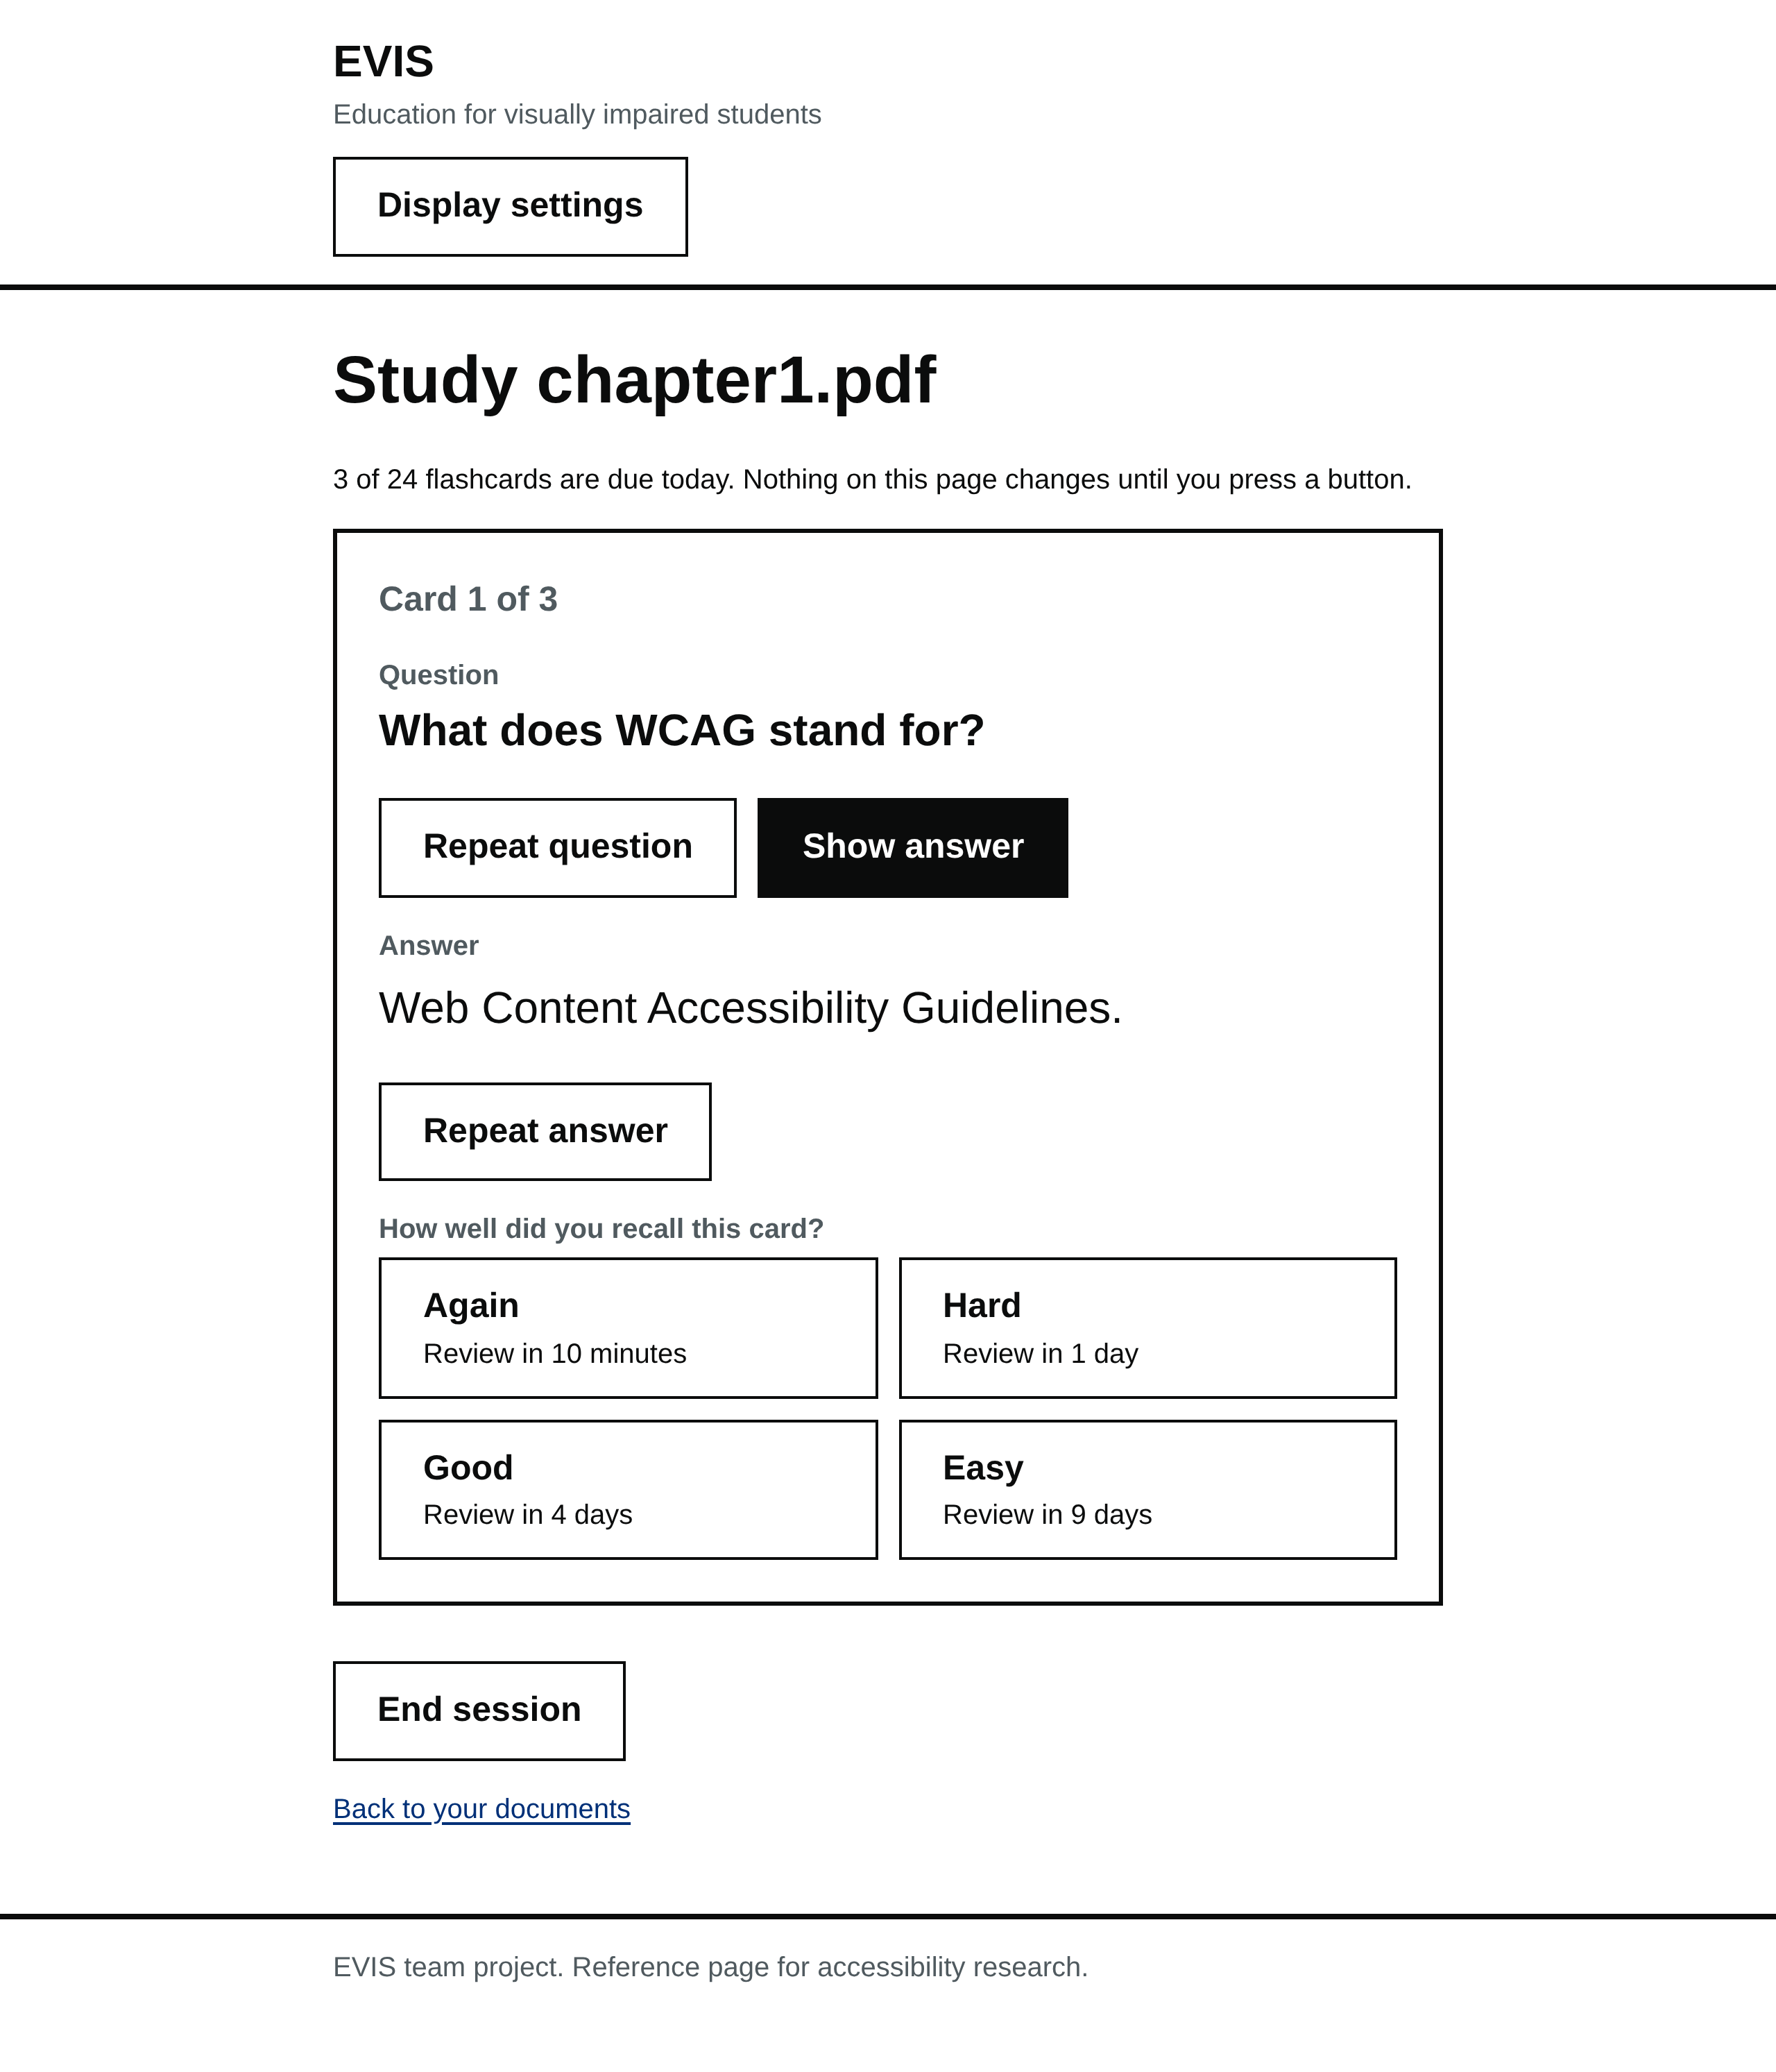 EVIS
Education for visually impaired students
Display settings
Study chapter1.pdf
3 of 24 flashcards are due today. Nothing on this page changes until you press a button.
Card 1 of 3
Question
What does WCAG stand for?
Repeat question
Show answer
Answer
Web Content Accessibility Guidelines.
Repeat answer
How well did you recall this card?
Again
Review in 10 minutes
Hard
Review in 1 day
Good
Review in 4 days
Easy
Review in 9 days
End session
Back to your documents
EVIS team project. Reference page for accessibility research.